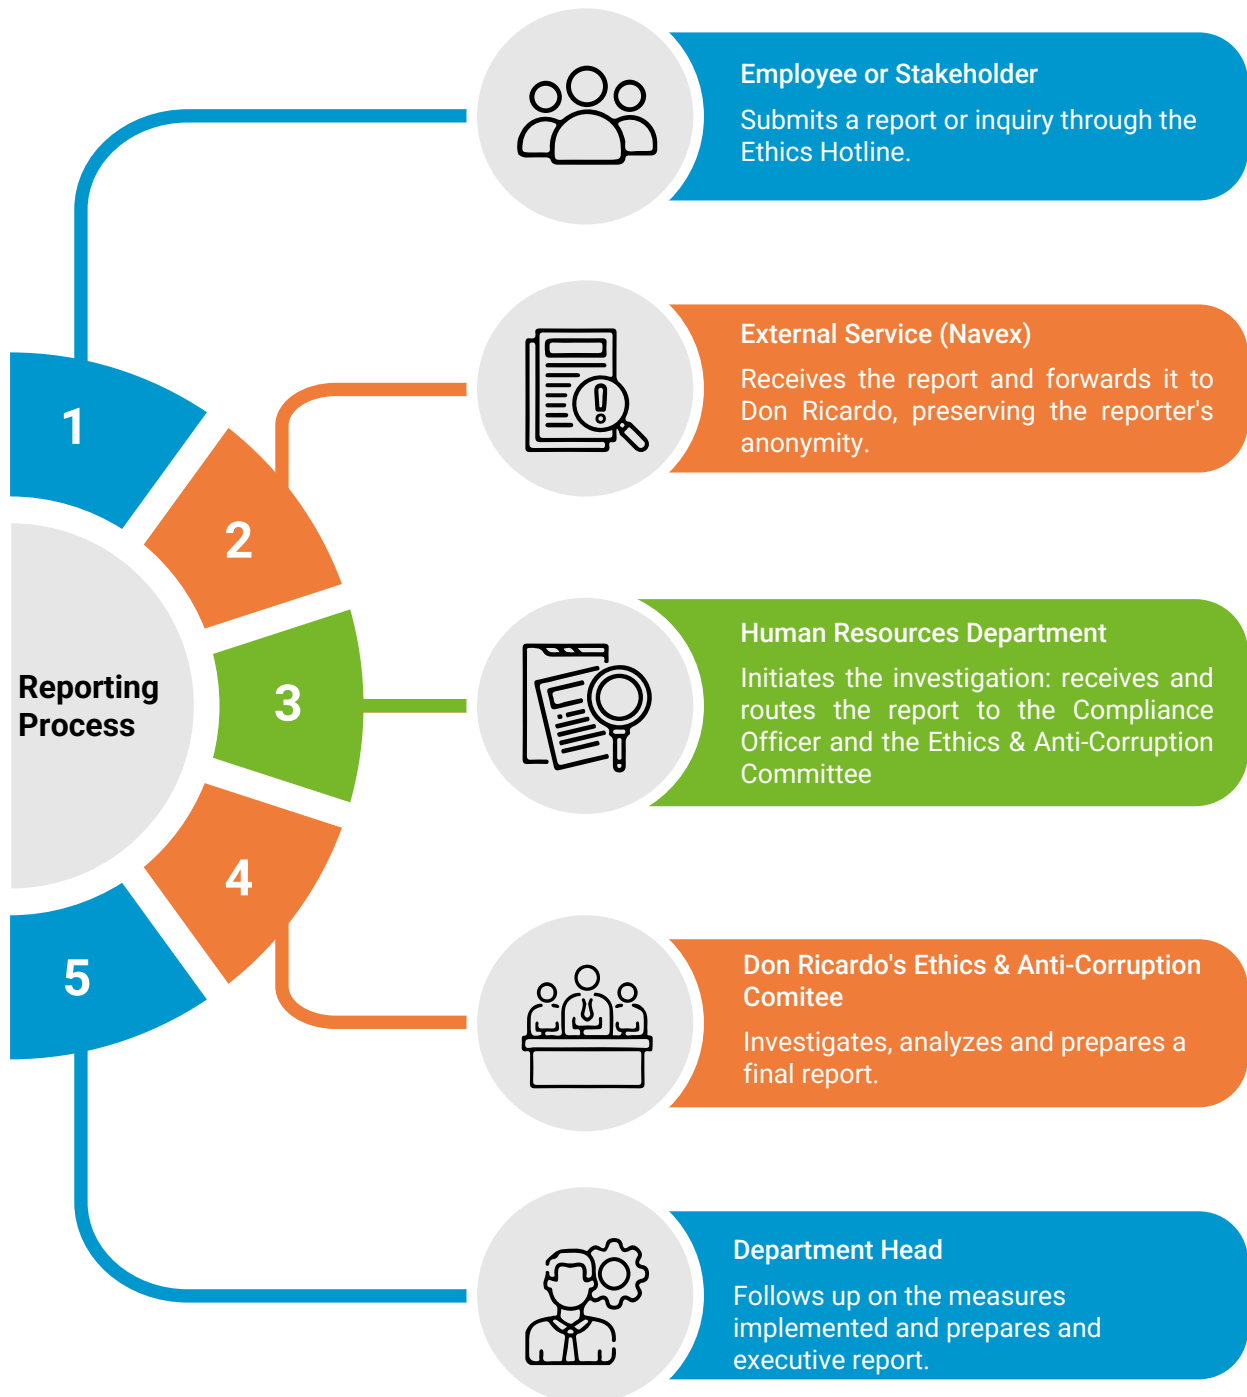 Employee or Stakeholder
Submits a report or inquiry through the
Ethics Hotline.
1
External Service (Navex)
Receives the report and forwards it to
Don Ricardo, preserving the reporter's
anonymity.
2
Reporting
Process
3
Human Resources Department
Initiates the investigation: receives and
routes the report to the Compliance
Officer and the Ethics & Anti-Corruption
Committee
4
Don Ricardo's Ethics & Anti-Corruption
Comitee
Investigates, analyzes and prepares a
final report.
5
Department Head
Follows up on the measures
implemented and prepares and
executive report.